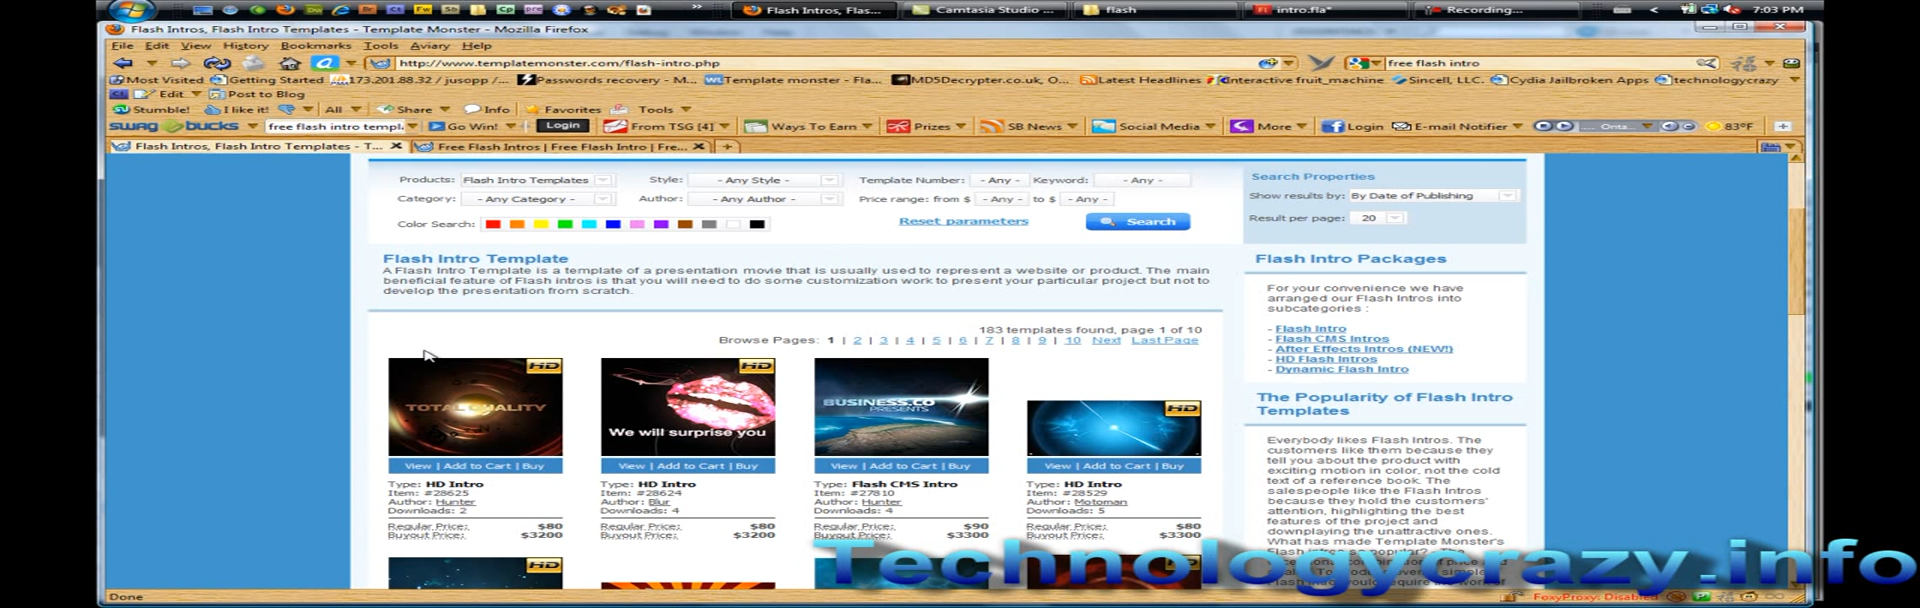 Br Ct Fw Sb Cp pre » Flash Intros, Flas... Camtasia Studio ... flash intro.fla* Recording... < 7:03 PM
Flash Intros, Flash Intro Templates - Template Monster - Mozilla Firefox
File Edit View History Bookmarks Tools Aviary Help
http://www.templatemonster.com/flash-intro.php free flash intro
Most Visited Getting Started 173.201.88.32 / jusopp /... Passwords recovery - M... Template monster - Fla... MD5Decrypter.co.uk, O... Latest Headlines Interactive fruit_machine Sincell, LLC. Cydia Jailbroken Apps technologycrazy
Edit Post to Blog
Stumble! I like it! All Share Info Favorites Tools
swag bucks free flash intro templ. Go Win! Login From TSG [4] Ways To Earn Prizes SB News Social Media More Login E-mail Notifier Onta... 83°F
Flash Intros, Flash Intro Templates - T... Free Flash Intros | Free Flash Intro | Fre...
Products: Flash Intro Templates Style: - Any Style - Template Number: - Any - Keyword: - Any -
Category: - Any Category - Author: - Any Author - Price range: from $ - Any - to $ - Any -
Color Search: Reset parameters Search
Search Properties
Show results by: By Date of Publishing
Result per page: 20
Flash Intro Template
A Flash Intro Template is a template of a presentation movie that is usually used to represent a website or product. The main
beneficial feature of Flash intros is that you will need to do some customization work to present your particular project but not to
develop the presentation from scratch.
183 templates found, page 1 of 10
Browse Pages: 1 | 2 | 3 | 4 | 5 | 6 | 7 | 8 | 9 | 10 Next Last Page
HD HD HD
TOTAL QUALITY
We will surprise you
BUSINESS.CO
PRESENTS
View | Add to Cart | Buy View | Add to Cart | Buy View | Add to Cart | Buy View | Add to Cart | Buy
Type: HD Intro Type: HD Intro Type: Flash CMS Intro Type: HD Intro
Item: #28625 Item: #28624 Item: #27810 Item: #28529
Author: Hunter Author: Blur Author: Hunter Author: Motoman
Downloads: 2 Downloads: 4 Downloads: 4 Downloads: 5
Regular Price: $80 Regular Price: $80 Regular Price: $90 Regular Price: $80
Buyout Price: $3200 Buyout Price: $3200 Buyout Price: $3300 Buyout Price: $3300
HD HD
Flash Intro Packages
For your convenience we have
arranged our Flash Intros into
subcategories :
- Flash Intro
- Flash CMS Intros
- After Effects Intros (NEW!)
- HD Flash Intros
- Dynamic Flash Intro
The Popularity of Flash Intro
Templates
Everybody likes Flash Intros. The
customers like them because they
tell you about the product with
exciting motion in color, not the cold
text of a reference book. The
salespeople like the Flash Intros
because they hold the customers'
attention, highlighting the best
features of the project and
downplaying the unattractive ones.
What has made Template Monster's
Technologycrazy.info
Done FoxyProxy: Disabled